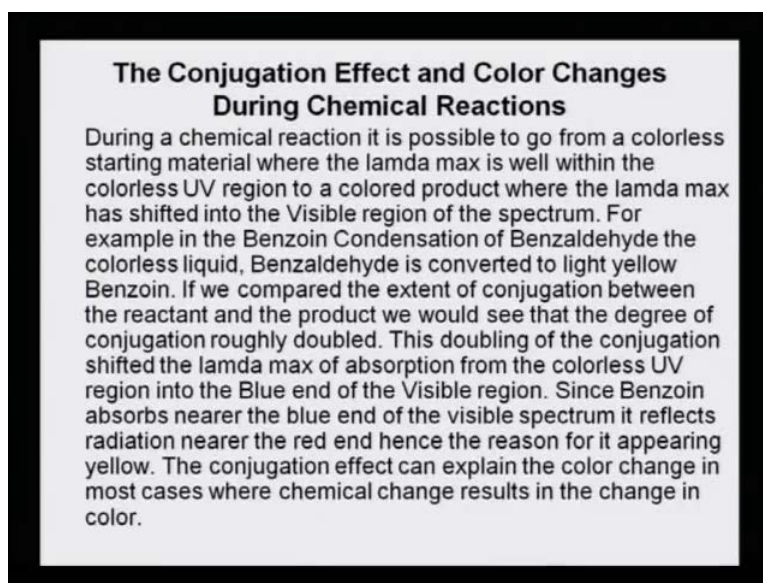 The Conjugation Effect and Color Changes
During Chemical Reactions
During a chemical reaction it is possible to go from a colorless
starting material where the lamda max is well within the
colorless UV region to a colored product where the lamda max
has shifted into the Visible region of the spectrum. For
example in the Benzoin Condensation of Benzaldehyde the
colorless liquid, Benzaldehyde is converted to light yellow
Benzoin. If we compared the extent of conjugation between
the reactant and the product we would see that the degree of
conjugation roughly doubled. This doubling of the conjugation
shifted the lamda max of absorption from the colorless UV
region into the Blue end of the Visible region. Since Benzoin
absorbs nearer the blue end of the visible spectrum it reflects
radiation nearer the red end hence the reason for it appearing
yellow. The conjugation effect can explain the color change in
most cases where chemical change results in the change in
color.